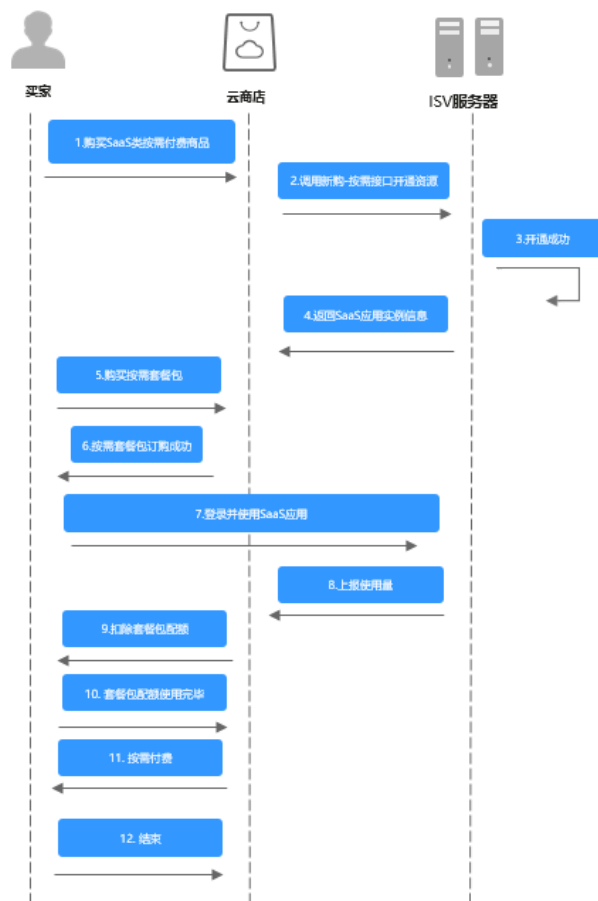 买家
云商店
ISV服务器
1.购买SaaS类按需付费商品
2.调用新购-按需接口开通资源
3.开通成功
4.返回SaaS应用实例信息
5.购买按需套餐包
6.按需套餐包订购成功
7.登录并使用SaaS应用
8.上报使用量
9.扣除套餐包配额
10. 套餐包配额使用完毕
11. 按需付费
12. 结束